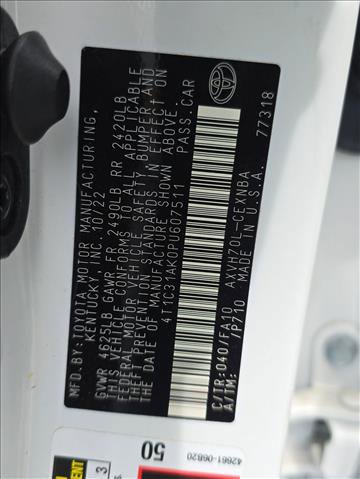 MFD. BY:TOYOTA MOTOR MANUFACTURING,
KENTUCKY, INC. 10/22
GVWR 4625LB GAWR FR 2490LB RR 2420LB
THIS VEHICLE CONFORMS TO ALL APPLICABLE
FEDERAL MOTOR VEHICLE SAFETY, BUMPER, AND
THEFT PREVENTION STANDARDS IN EFFECT ON
THE DATE OF MANUFACTURE SHOWN ABOVE.
4T1C31AK0PU607511 PASS.CAR
C/TR:040/FA10 AXVH70L-CEXNBA
A/TM: 7P710 MADE IN U.S.A. 77318
42661-06B20
50
3